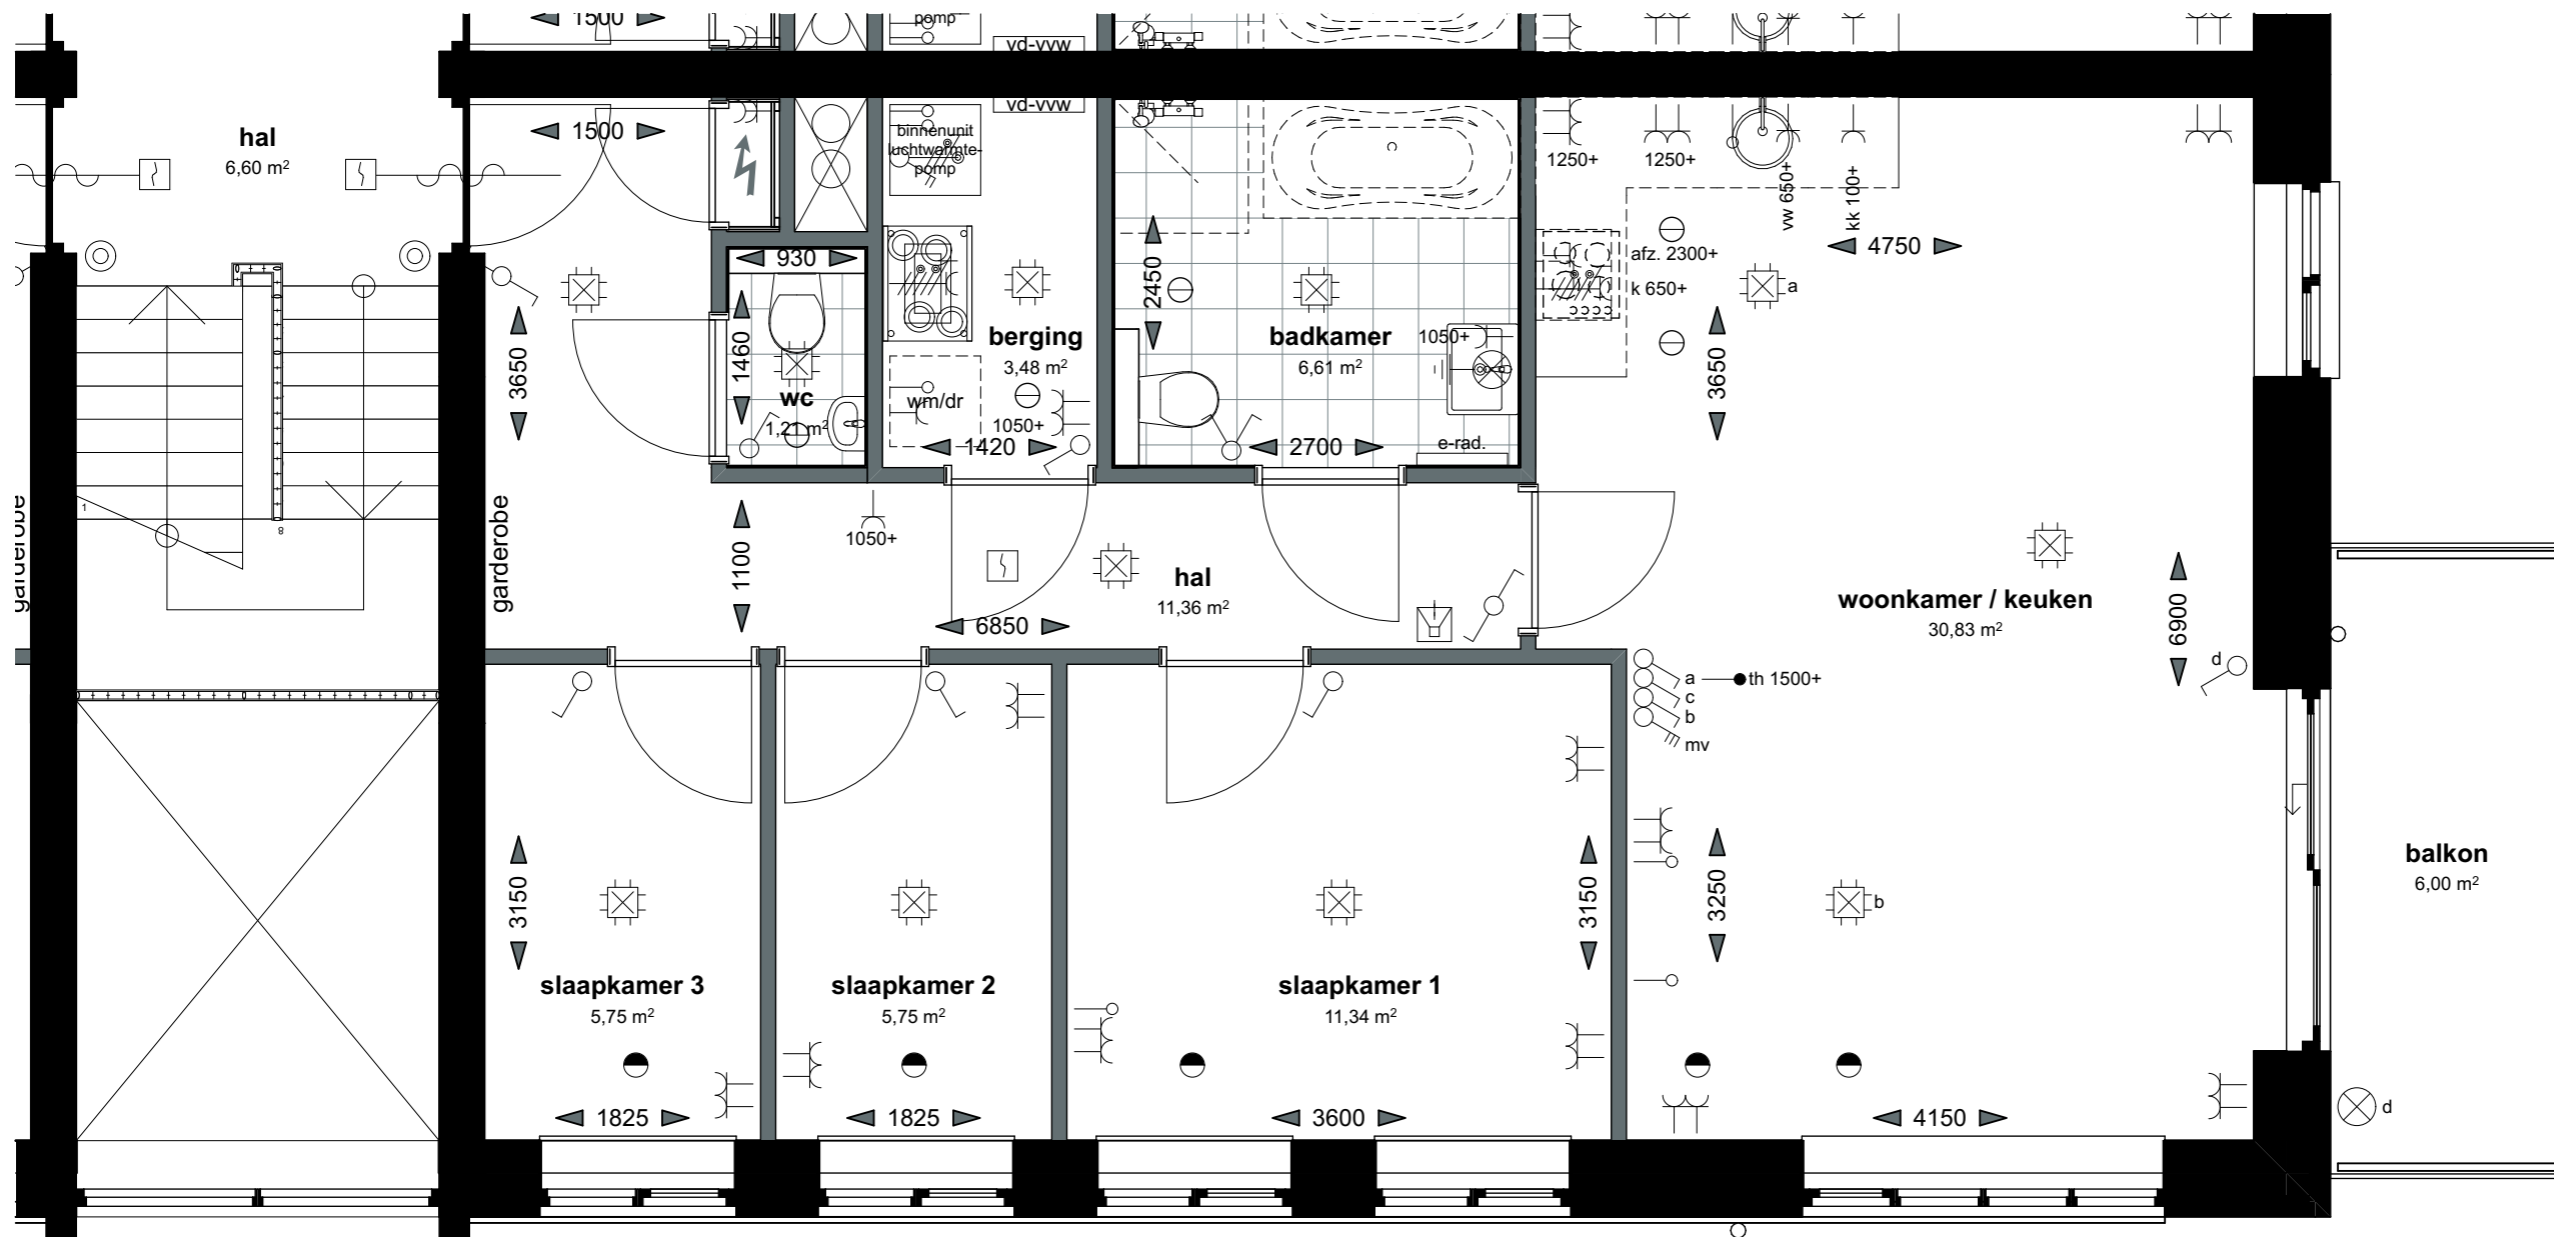 1500
pomp
vd-vvw
vd-vvw
hal
6,60 m²
1500
binnenunit
luchtwarmte-
pomp
1250+
1250+
vw 650+
kk 100+
930
2450
afz. 2300+
4750
k 650+
a
3650
1460
berging
3,48 m²
badkamer
6,61 m²
1050+
3650
wc
1,21 m²
wm/dr
1050+
1420
2700
e-rad.
garderobe
1
8
garderobe
1100
1050+
hal
11,36 m²
6850
woonkamer / keuken
30,83 m²
6900
d
a
th 1500+
c
b
mv
3150
3150
3250
b
balkon
6,00 m²
slaapkamer 3
5,75 m²
slaapkamer 2
5,75 m²
slaapkamer 1
11,34 m²
1825
1825
3600
4150
d